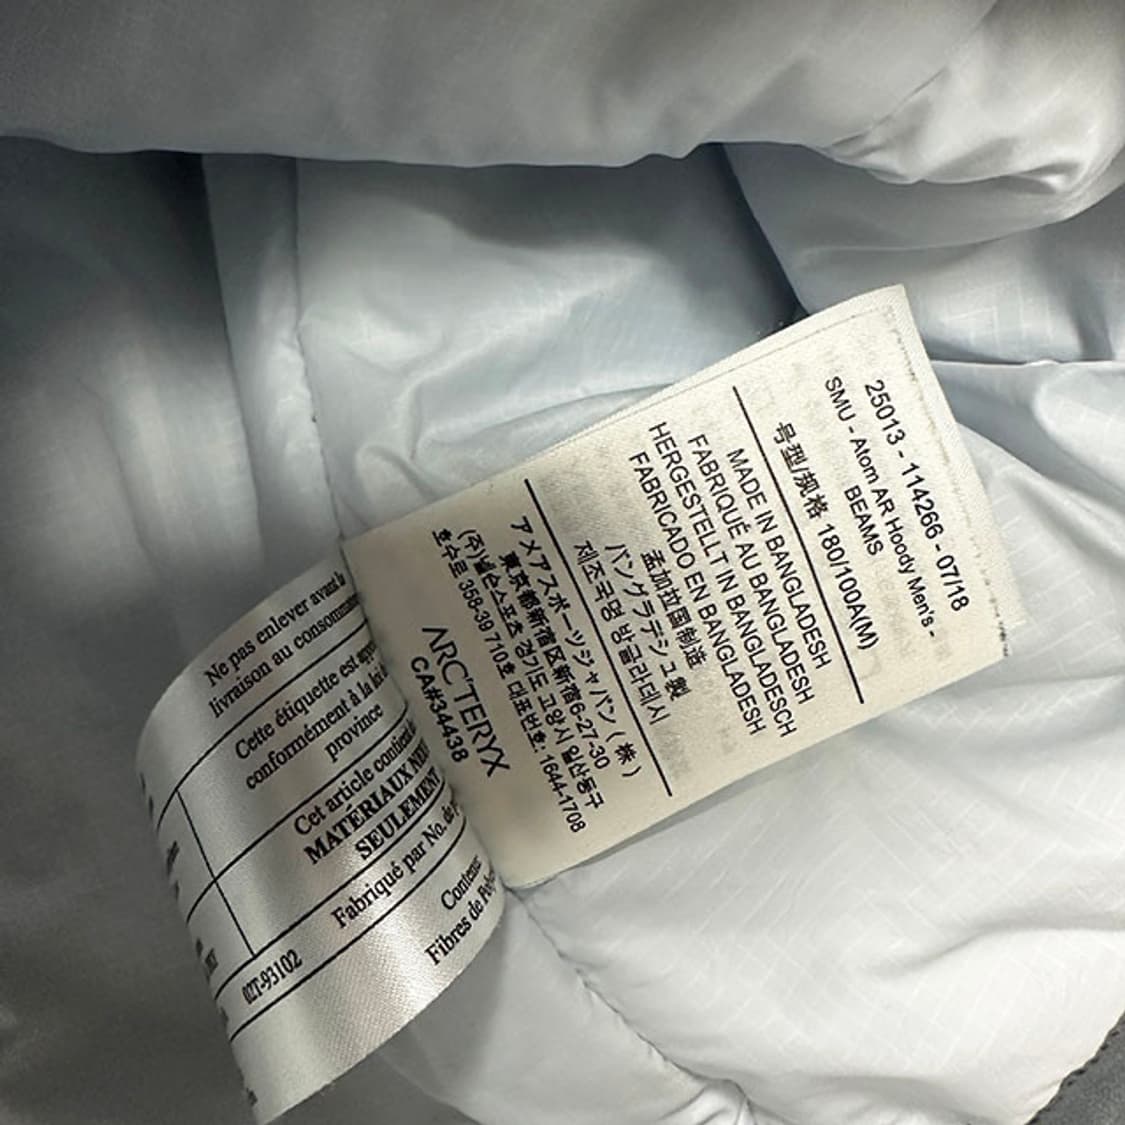 25013 - 114266 - 07/18
SMU - Atom AR Hoody Men's -
BEAMS
号型/规格 180/100A(M)
MADE IN BANGLADESH
FABRIQUÉ AU BANGLADESH
HERGESTELLT IN BANGLADESCH
FABRICADO EN BANGLADESH
孟加拉国制造
バングラデシュ製
제조국명 방글라데시
アメアスポーツジャパン(株)
東京都新宿区新宿6-27-30
(주)넬슨스포츠 경기도 고양시 일산동구
호수로 358-39 710호 대표번호: 1644-1708
ARC'TERYX
CA#34438
Ne pas enlever avant la
livraison au consomma
Cette étiquette est
conformément à la loi
province
Cet article contient
MATÉRIAUX
SEULEMENT
Fabriqué par No. de
02T-93102
Contenu
Fibres de